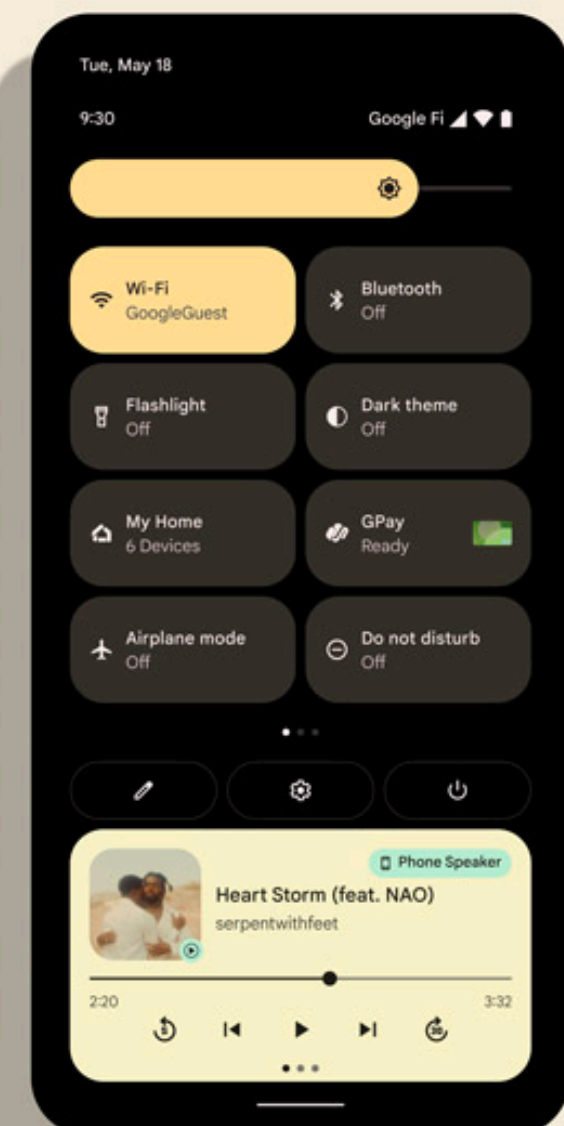 Tue, May 18
9:30
Google Fi
Wi-Fi
GoogleGuest
Bluetooth
Off
Flashlight
Off
Dark theme
Off
My Home
6 Devices
GPay
Ready
Airplane mode
Off
Do not disturb
Off
Phone Speaker
Heart Storm (feat. NAO)
serpentwithfeet
2:20
3:32
5
30